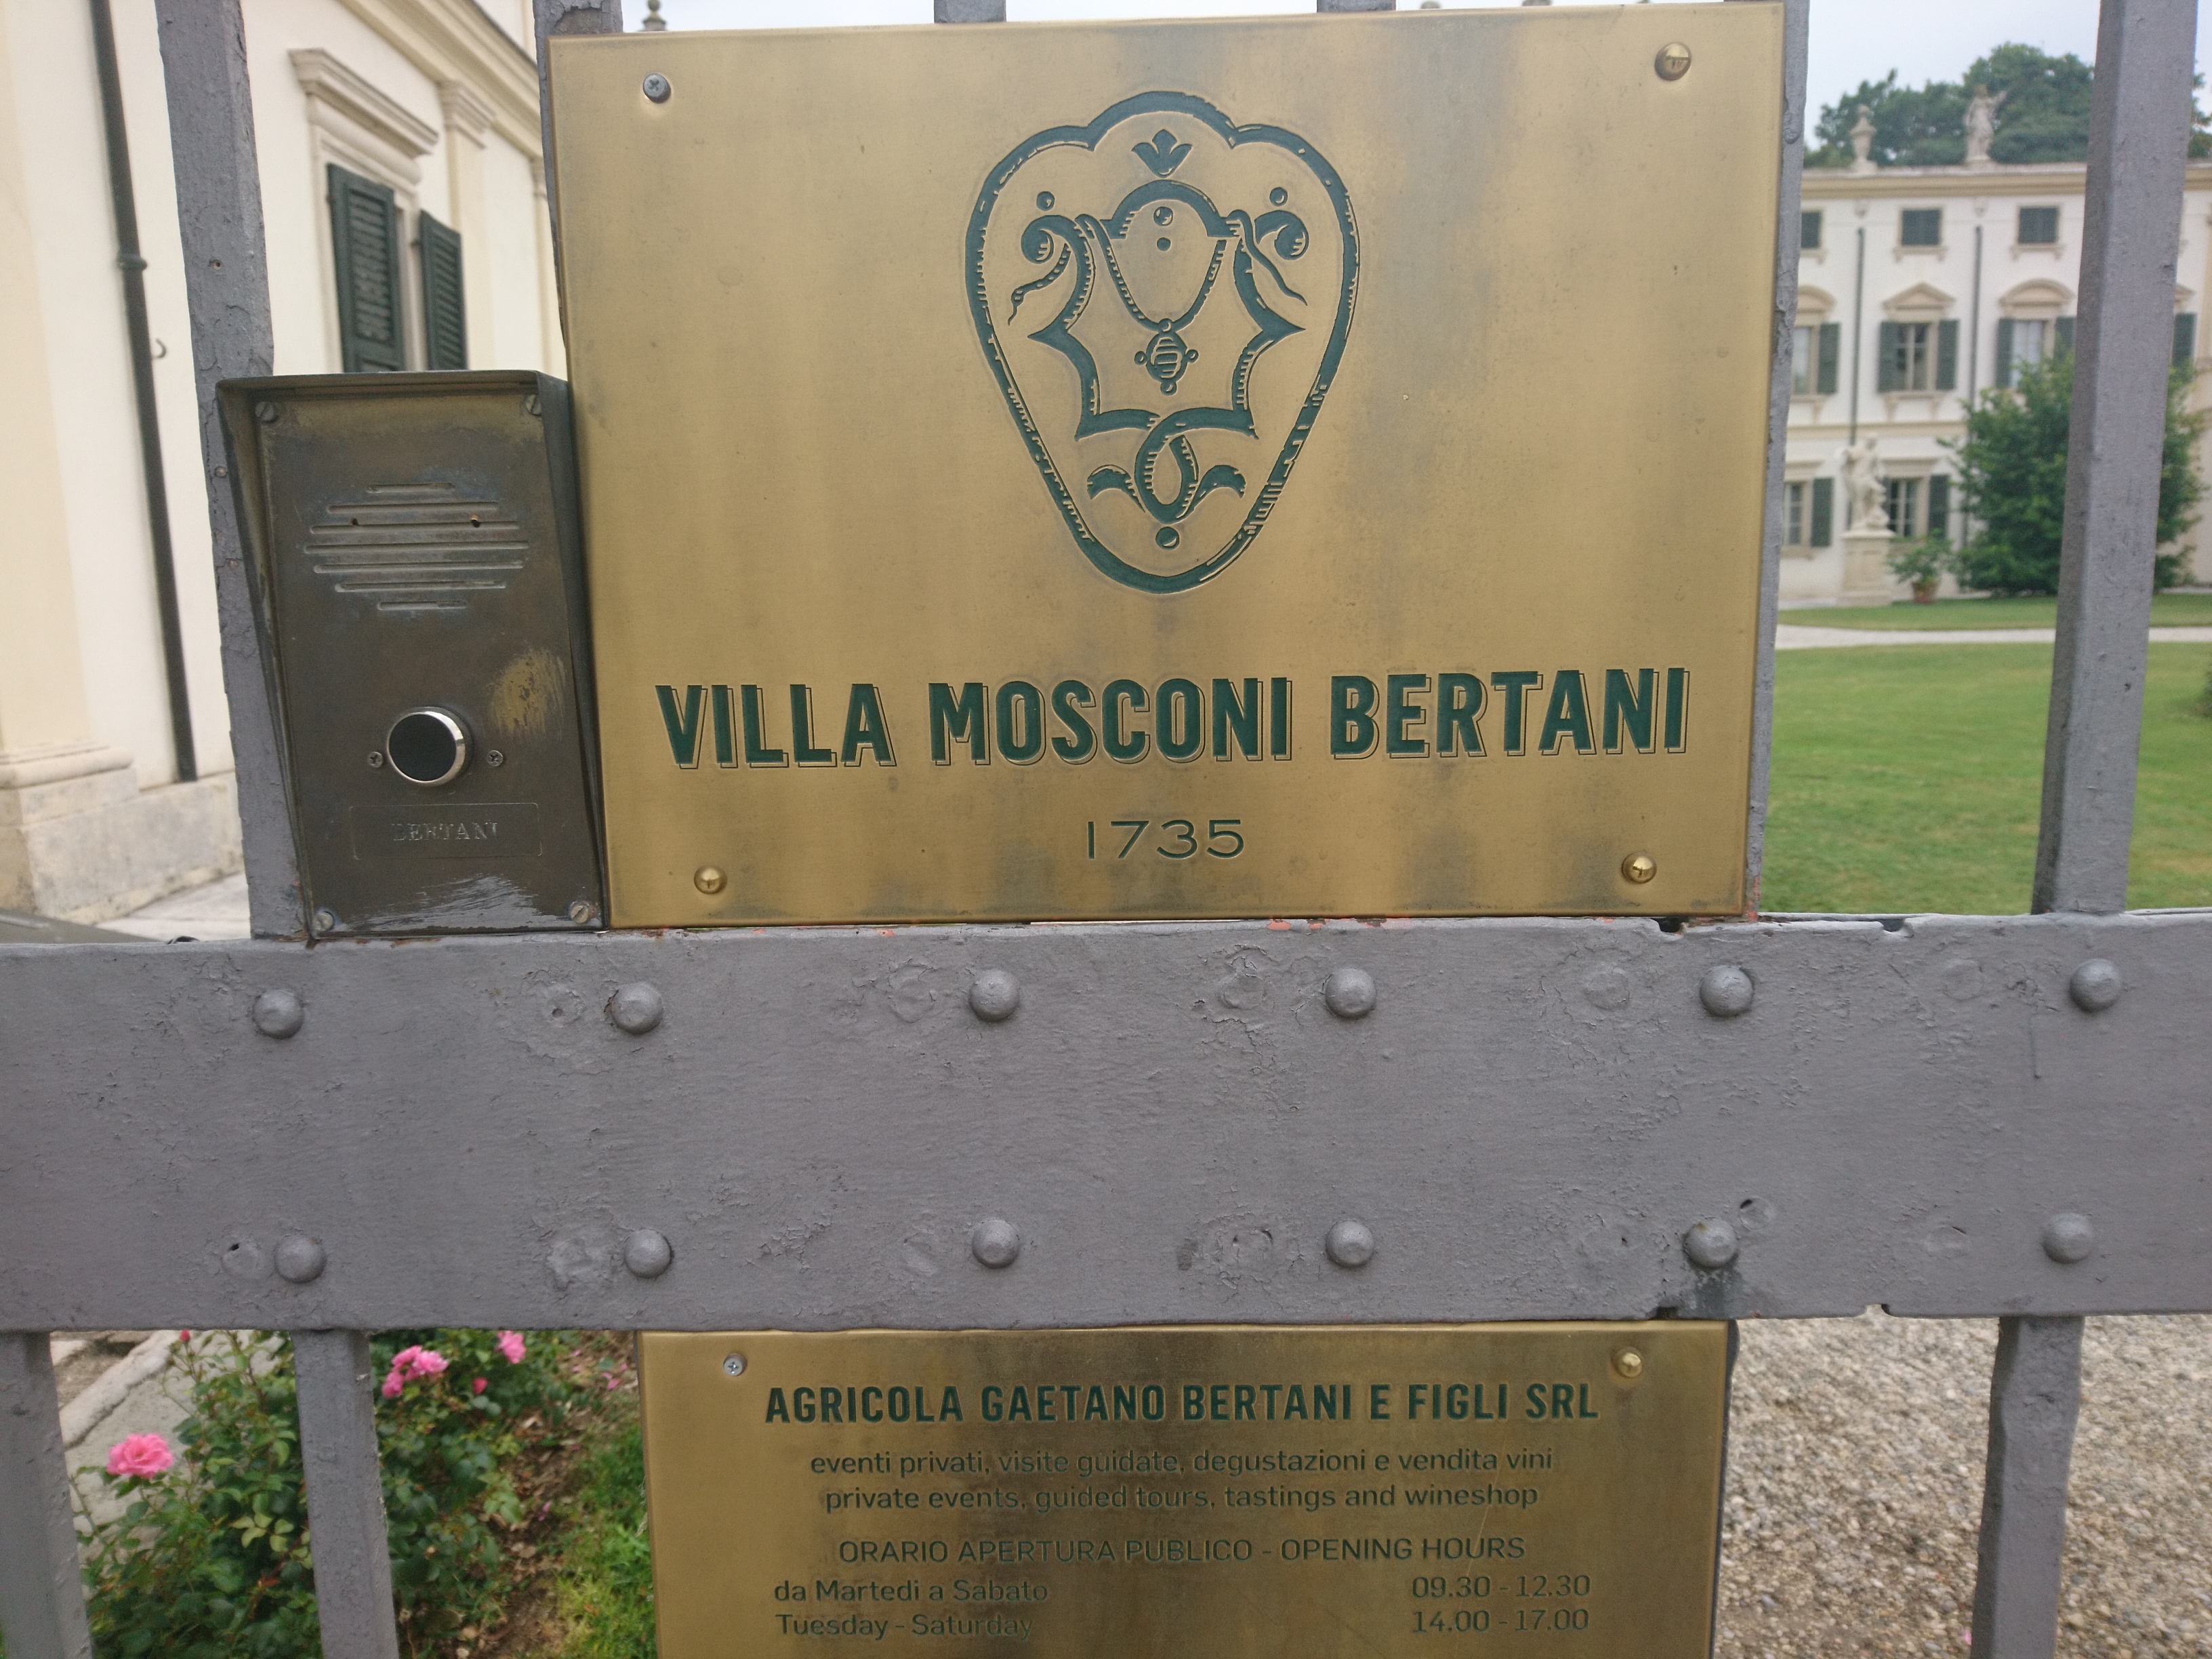 VILLA MOSCONI BERTANI
1735
BERTANI
AGRICOLA GAETANO BERTANI E FIGLI SRL
eventi privati, visite guidate, degustazioni e vendita vini
private events, guided tours, tastings and wineshop
ORARIO APERTURA PUBLICO - OPENING HOURS
da Martedì a Sabato 09.30 - 12.30
Tuesday - Saturday 14.00 - 17.00